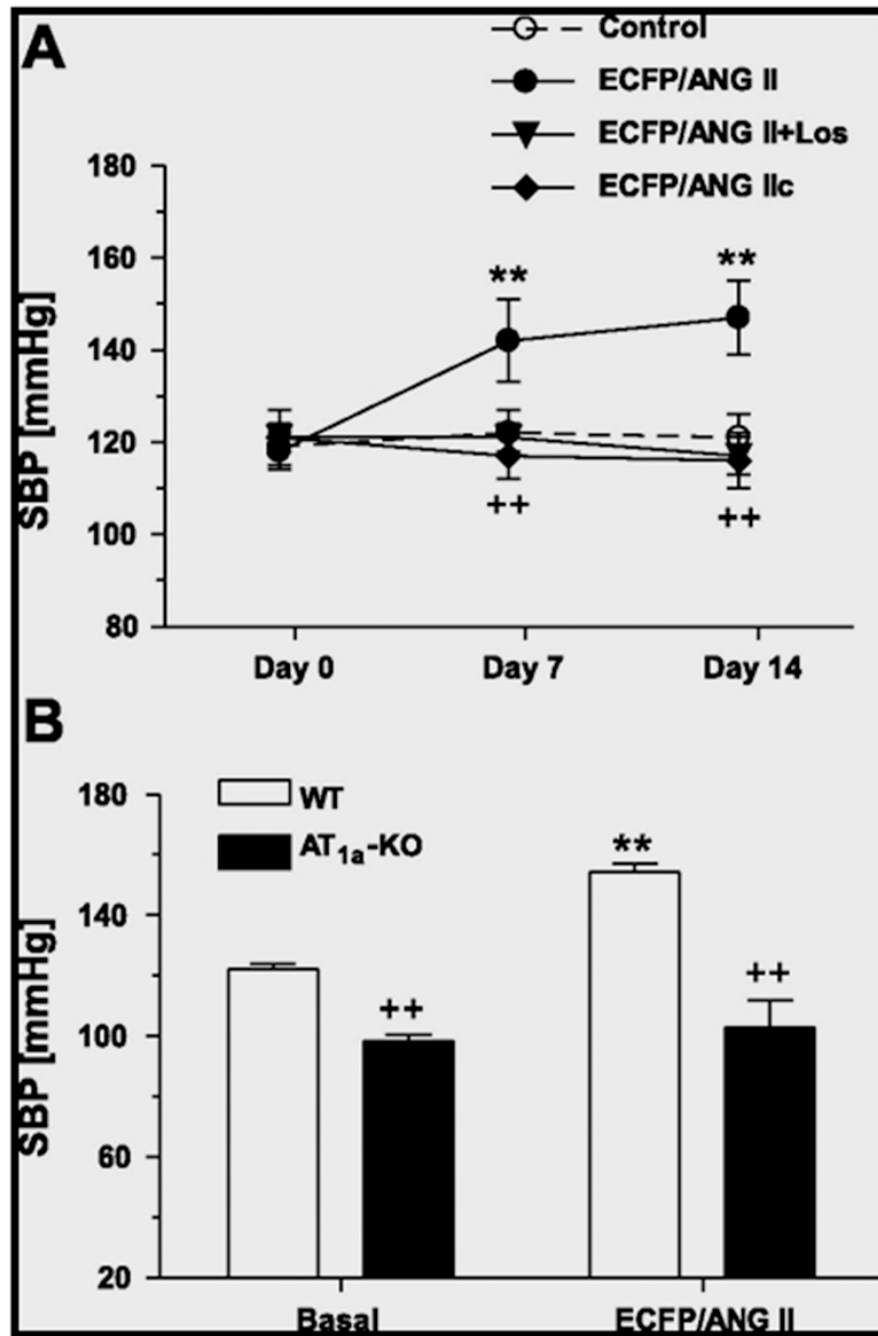 A
Control
ECFP/ANG II
ECFP/ANG II+Los
ECFP/ANG IIc
180
160
140
120
100
80
SBP [mmHg]
**
**
++
++
Day 0
Day 7
Day 14
B
WT
AT1a-KO
180
140
100
60
20
SBP [mmHg]
++
**
++
Basal
ECFP/ANG II